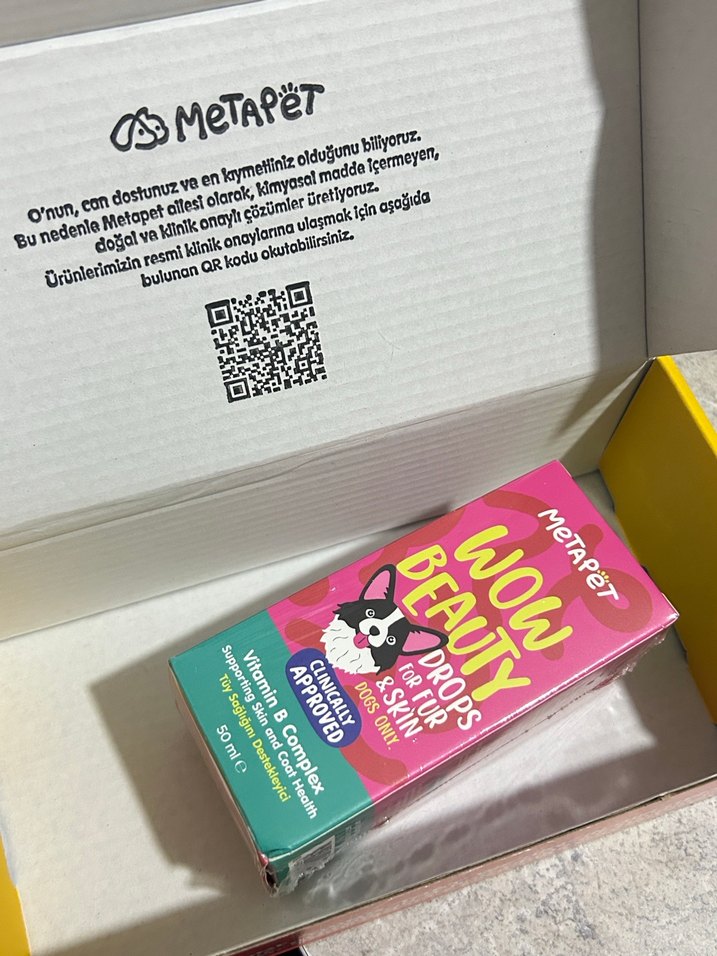 METAPET
O'nun, can dostunuz ve en kıymetliniz olduğunu biliyoruz.
Bu nedenle Metapet ailesi olarak, kimyasal madde içermeyen,
doğal ve klinik onaylı çözümler üretiyoruz.
Ürünlerimizin resmi klinik onaylarına ulaşmak için aşağıda
bulunan QR kodu okutabilirsiniz.
METAPET
WOW
BEAUTY
DROPS
FOR FUR
& SKIN
DOGS ONLY.
CLINICALLY
APPROVED
Vitamin B Complex
Supporting Skin and Coat Health
Tüy Sağlığını Destekleyici
50 ml ℮